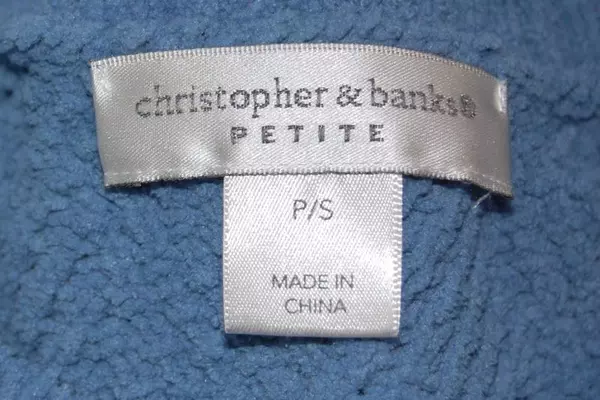 christopher & banks®
PETITE
P/S
MADE IN
CHINA